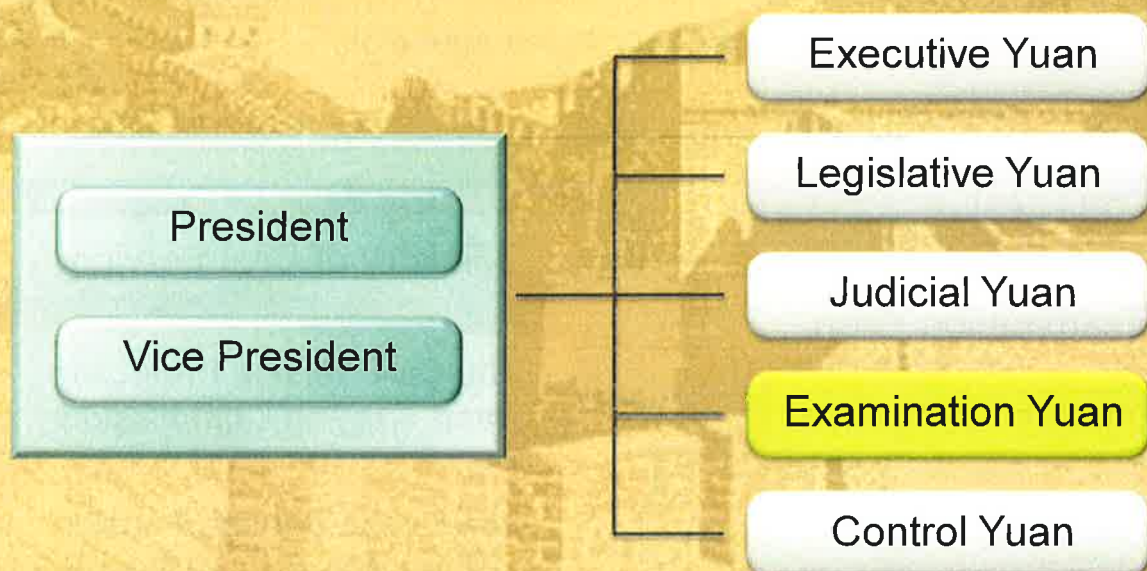 President
Vice President
Executive Yuan
Legislative Yuan
Judicial Yuan
Examination Yuan
Control Yuan